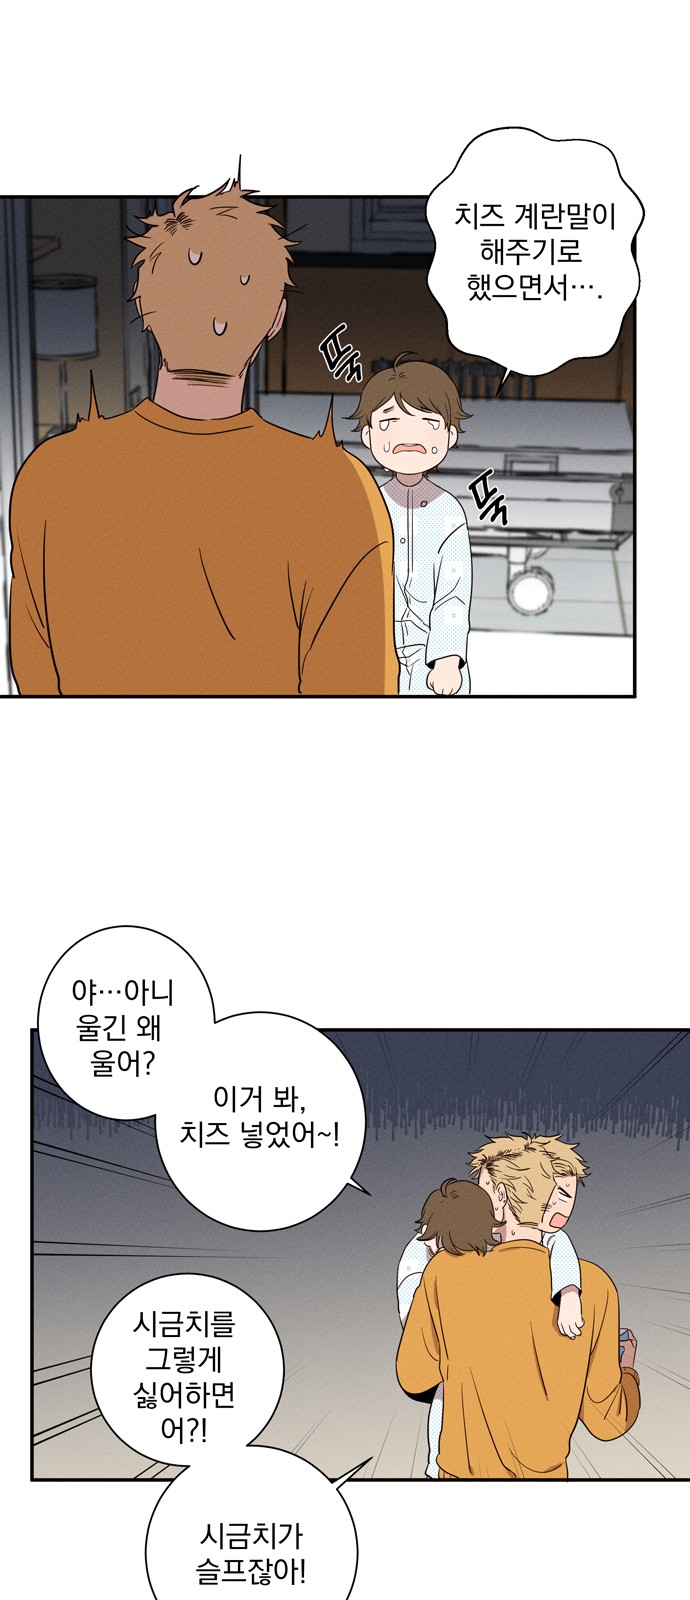 치즈 계란말이
해주기로
했으면서….
뚝
뚝
야…아니
울긴 왜
울어?
이거 봐,
치즈 넣었어~!
시금치를
그렇게
싫어하면
어?!
시금치가
슬프잖아!